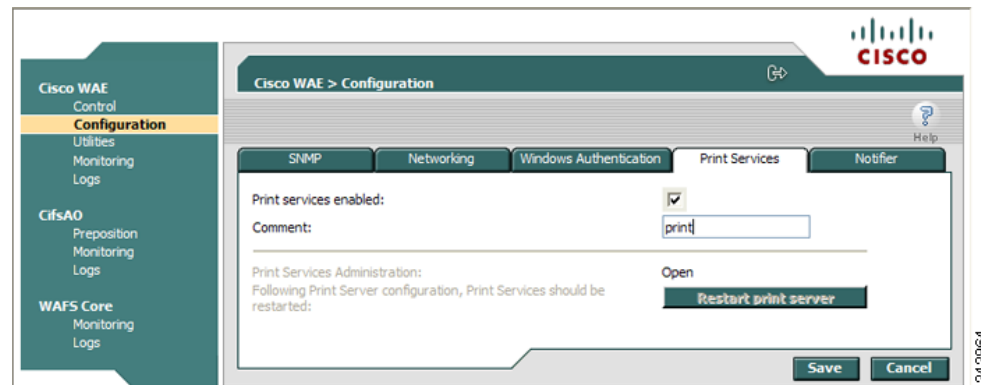 CISCO
Cisco WAE
Control
Configuration
Utilities
Monitoring
Logs
CifsAO
Preposition
Monitoring
Logs
WAFS Core
Monitoring
Logs
Cisco WAE > Configuration
Help
SNMP
Networking
Windows Authentication
Print Services
Notifier
Print services enabled:
Comment:
print
Print Services Administration:
Open
Following Print Server configuration, Print Services should be
restarted:
Restart print server
Save
Cancel